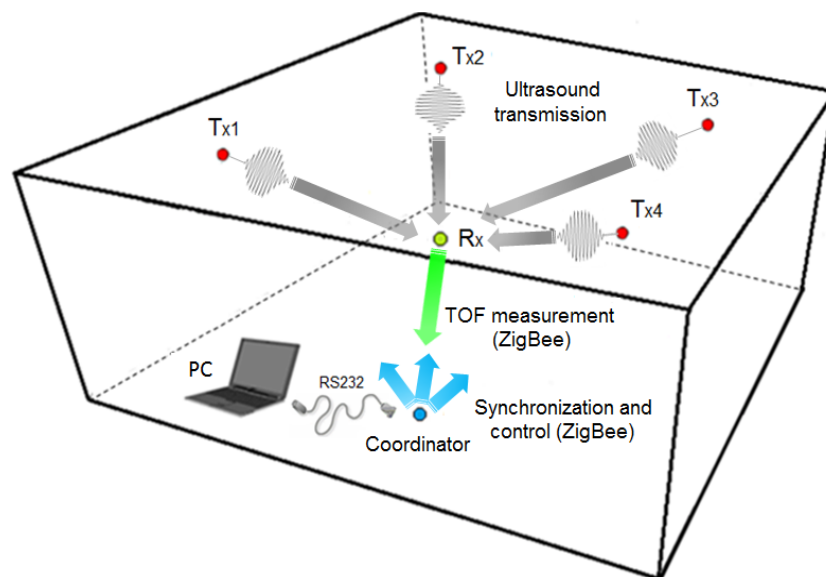 Tx2
Ultrasound
transmission
Tx3
Tx1
Tx4
Rx
TOF measurement
(ZigBee)
PC
RS232
Synchronization and
control (ZigBee)
Coordinator